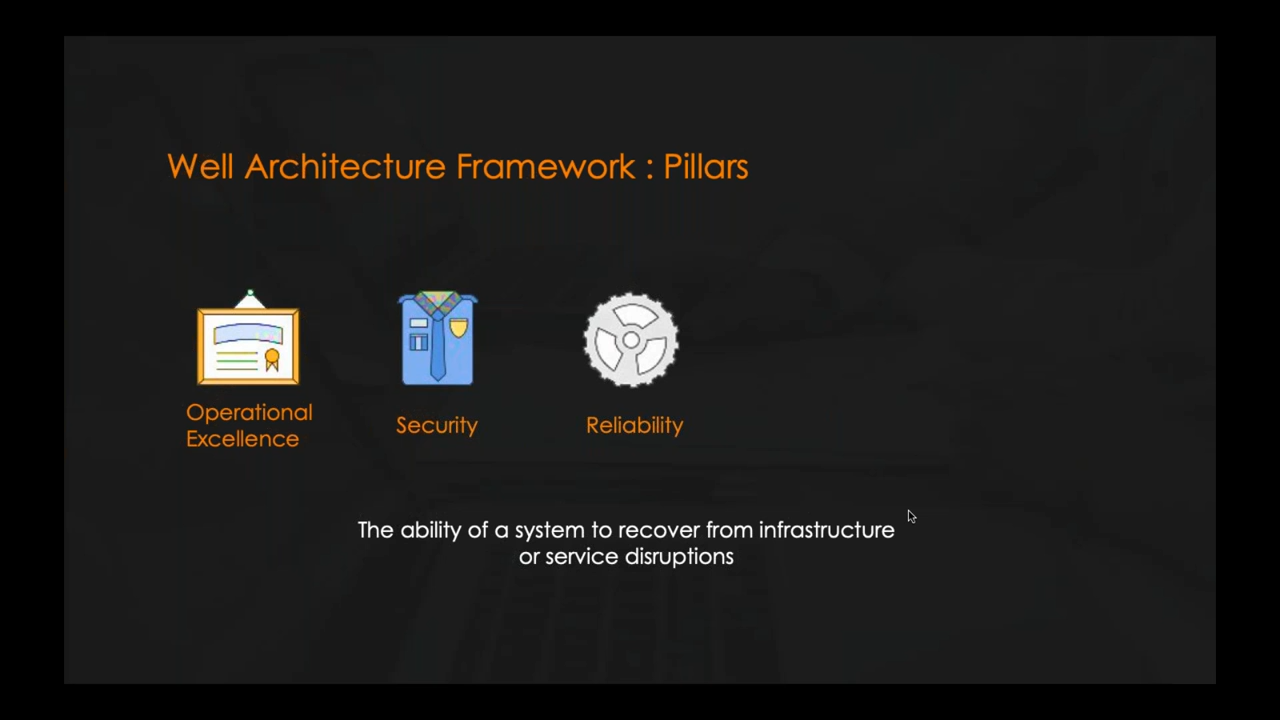 Well Architecture Framework : Pillars
Operational
Excellence
Security
Reliability
The ability of a system to recover from infrastructure
or service disruptions